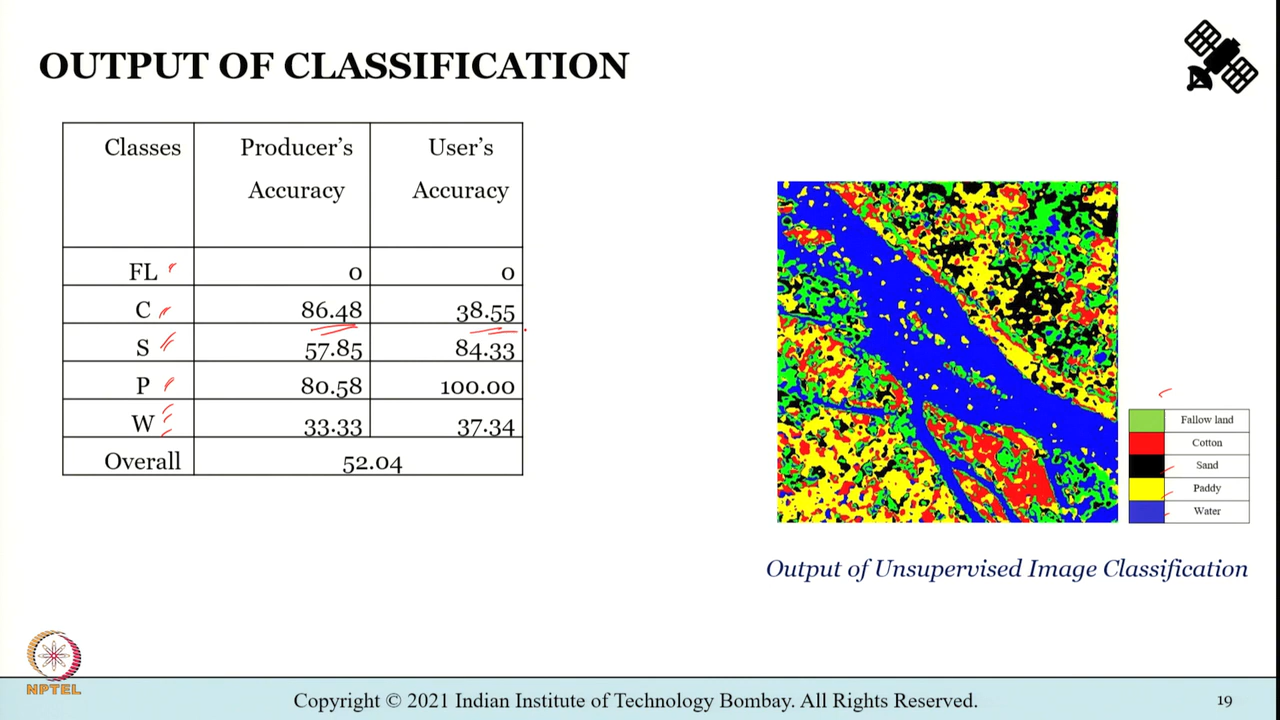 OUTPUT OF CLASSIFICATION
Classes Producer's User's
Accuracy Accuracy
FL 0 0
C 86.48 38.55
S 57.85 84.33
P 80.58 100.00
W 33.33 37.34
Overall 52.04
Fallow land
Cotton
Sand
Paddy
Water
Output of Unsupervised Image Classification
NPTEL
Copyright © 2021 Indian Institute of Technology Bombay. All Rights Reserved.
19